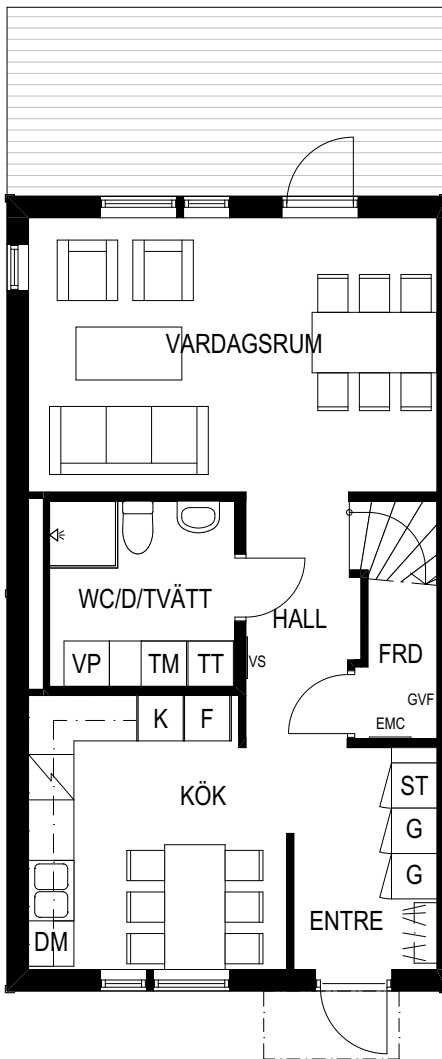 VARDAGSRUM
WC/D/TVÄTT
HALL
VP
TM
TT
VS
FRD
GVF
EMC
K
F
KÖK
ST
G
G
ENTRE
DM